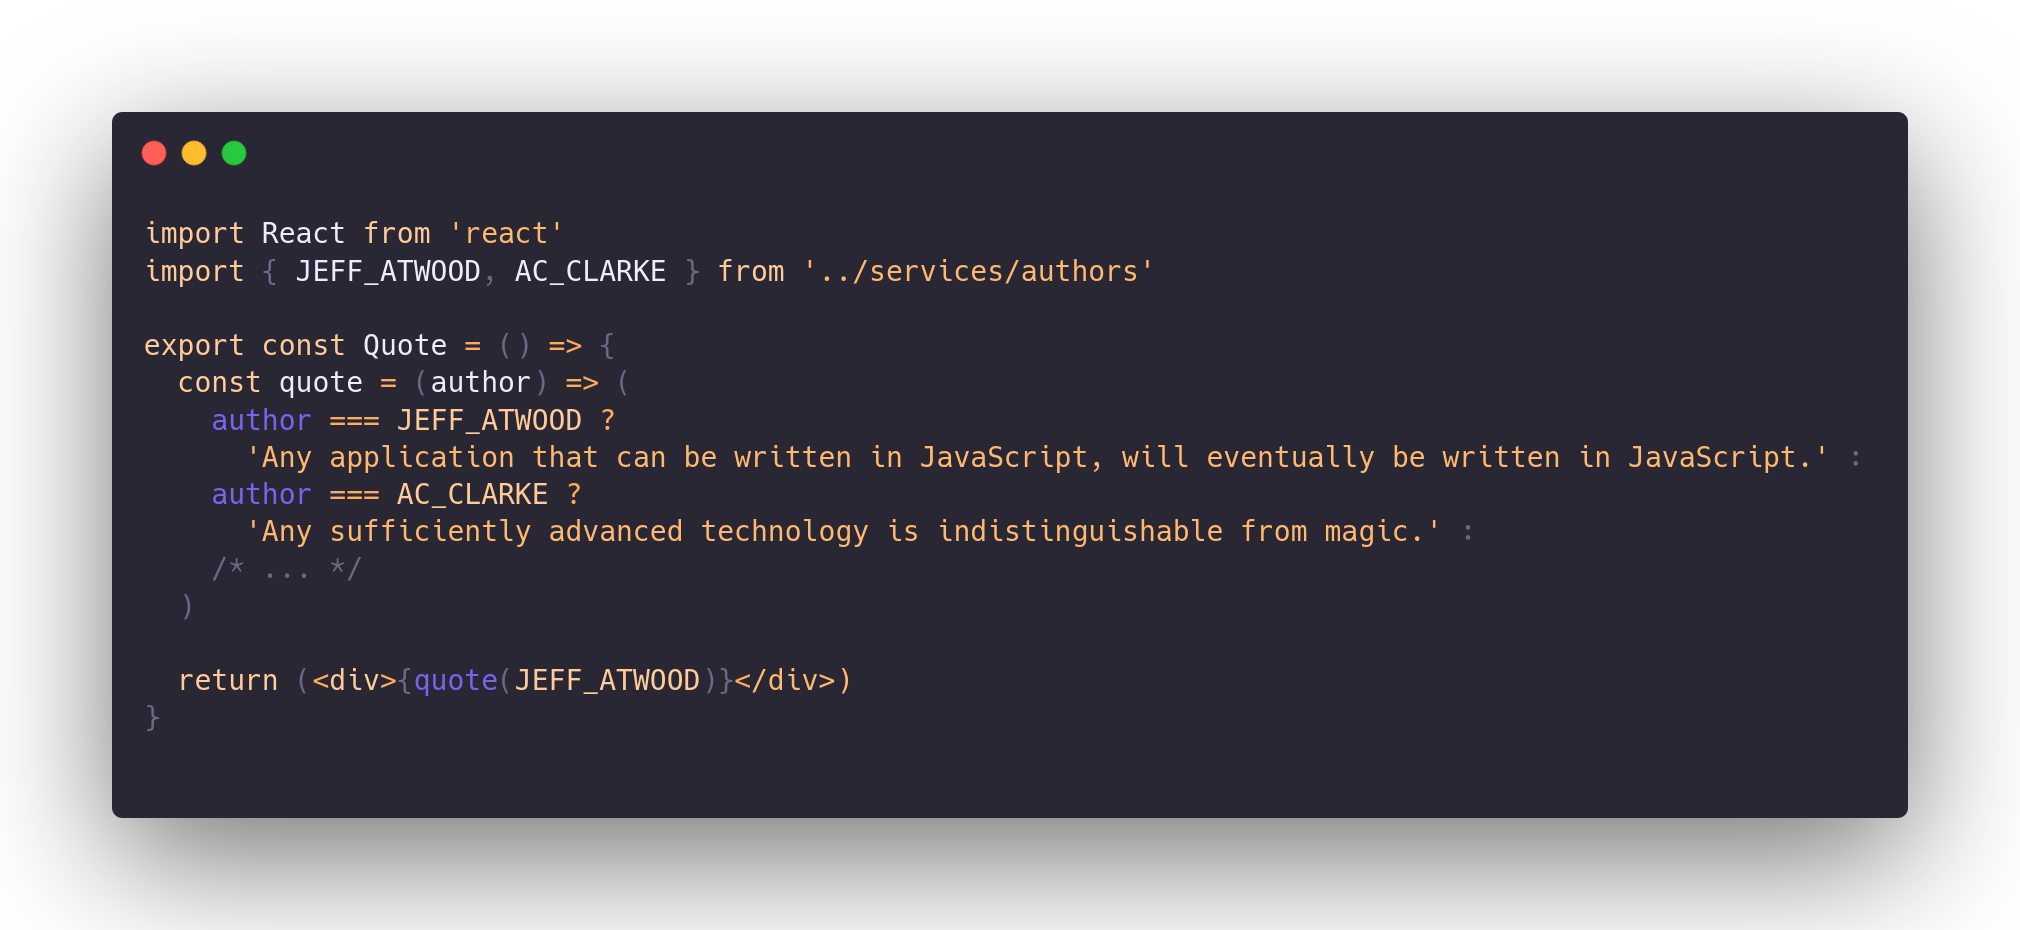 import React from 'react'
import { JEFF_ATWOOD, AC_CLARKE } from '../services/authors'

export const Quote = () => {
  const quote = (author) => (
    author === JEFF_ATWOOD ?
      'Any application that can be written in JavaScript, will eventually be written in JavaScript.' :
    author === AC_CLARKE ?
      'Any sufficiently advanced technology is indistinguishable from magic.' :
    /* ... */
  )

  return (<div>{quote(JEFF_ATWOOD)}</div>)
}